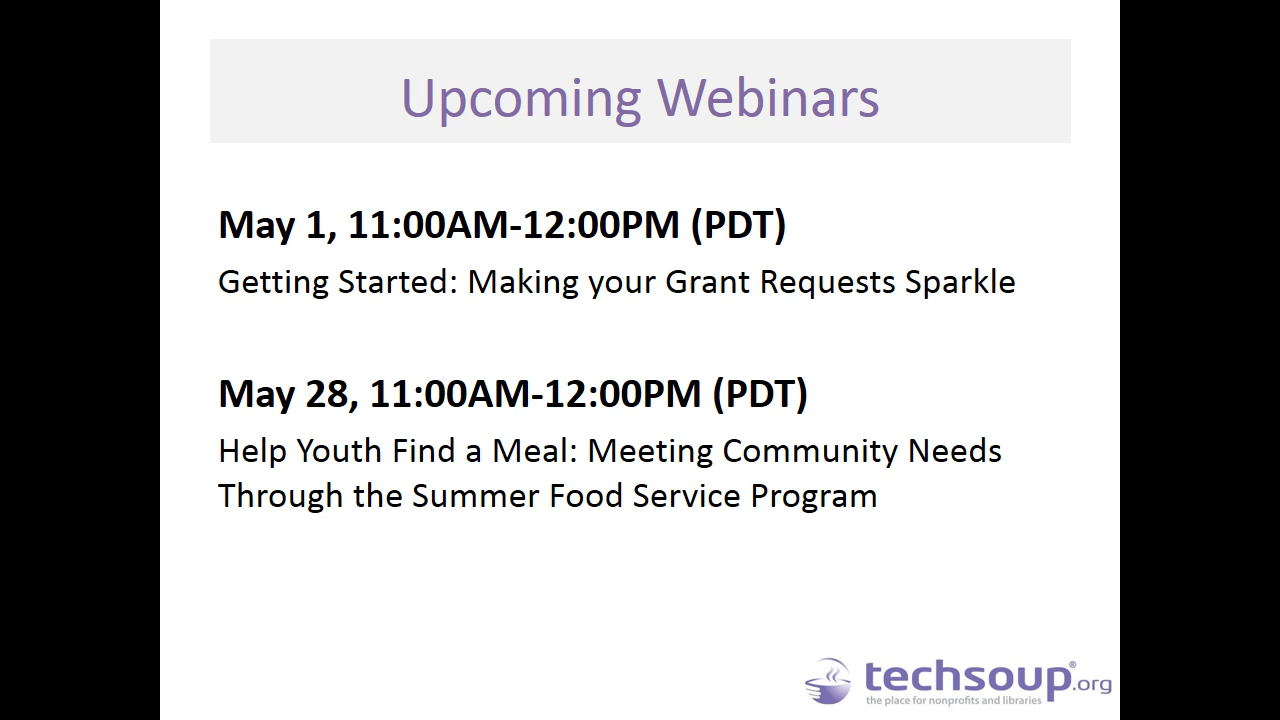 Upcoming Webinars
May 1, 11:00AM-12:00PM (PDT)
Getting Started: Making your Grant Requests Sparkle
May 28, 11:00AM-12:00PM (PDT)
Help Youth Find a Meal: Meeting Community Needs
Through the Summer Food Service Program
techsoup®.org
the place for nonprofits and libraries